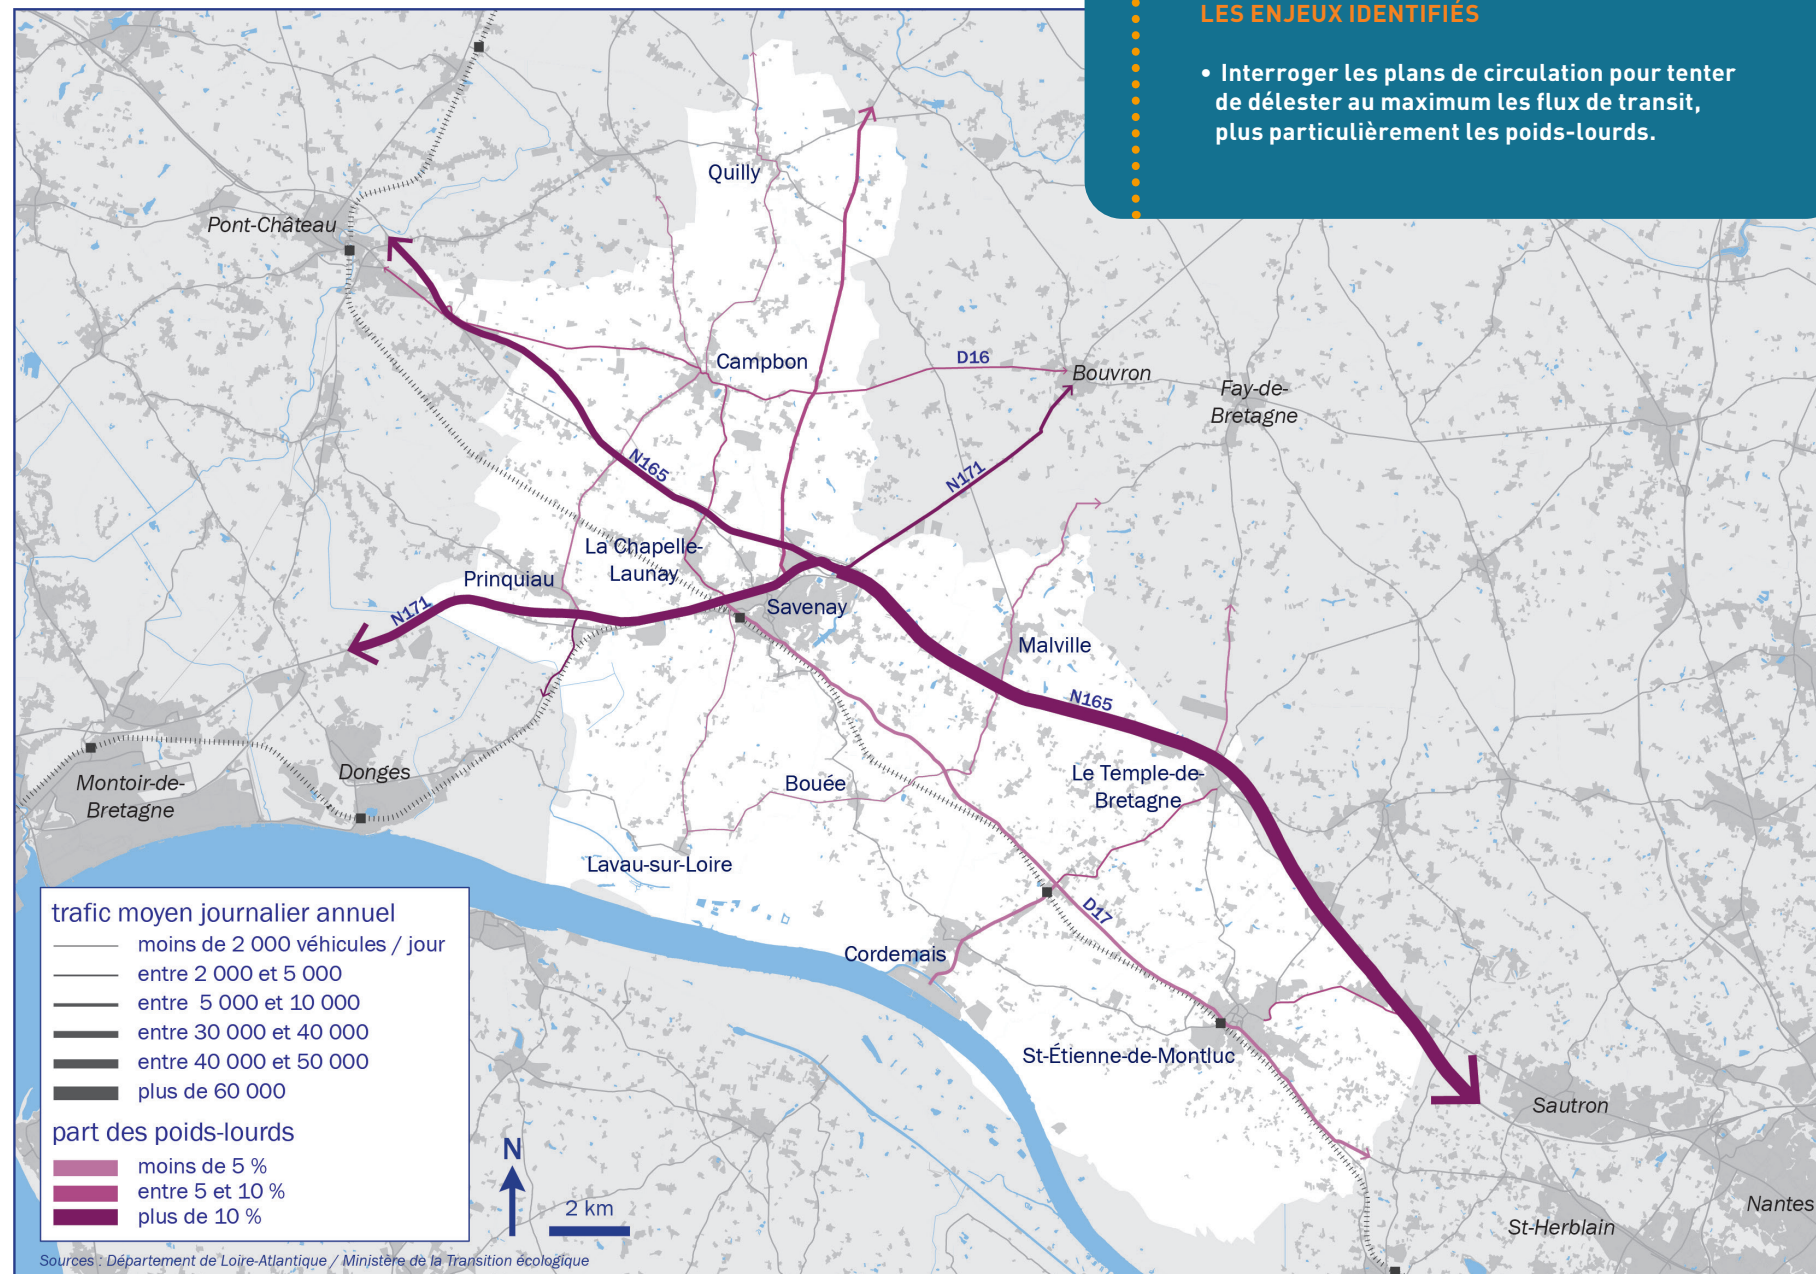 LES ENJEUX IDENTIFIÉS
• Interroger les plans de circulation pour tenter
de délester au maximum les flux de transit,
plus particulièrement les poids-lourds.
Quilly
Pont-Château
Campbon
D16
Bouvron
Fay-de-
Bretagne
N165
N171
La Chapelle-
Launay
Prinquiau
N171
Savenay
Malville
N165
Montoir-de-
Bretagne
Donges
Bouée
Le Temple-de-
Bretagne
Lavau-sur-Loire
D17
Cordemais
St-Étienne-de-Montluc
Sautron
Nantes
St-Herblain
trafic moyen journalier annuel
moins de 2 000 véhicules / jour
entre 2 000 et 5 000
entre 5 000 et 10 000
entre 30 000 et 40 000
entre 40 000 et 50 000
plus de 60 000
part des poids-lourds
moins de 5 %
entre 5 et 10 %
plus de 10 %
N
2 km
Sources : Département de Loire-Atlantique / Ministère de la Transition écologique